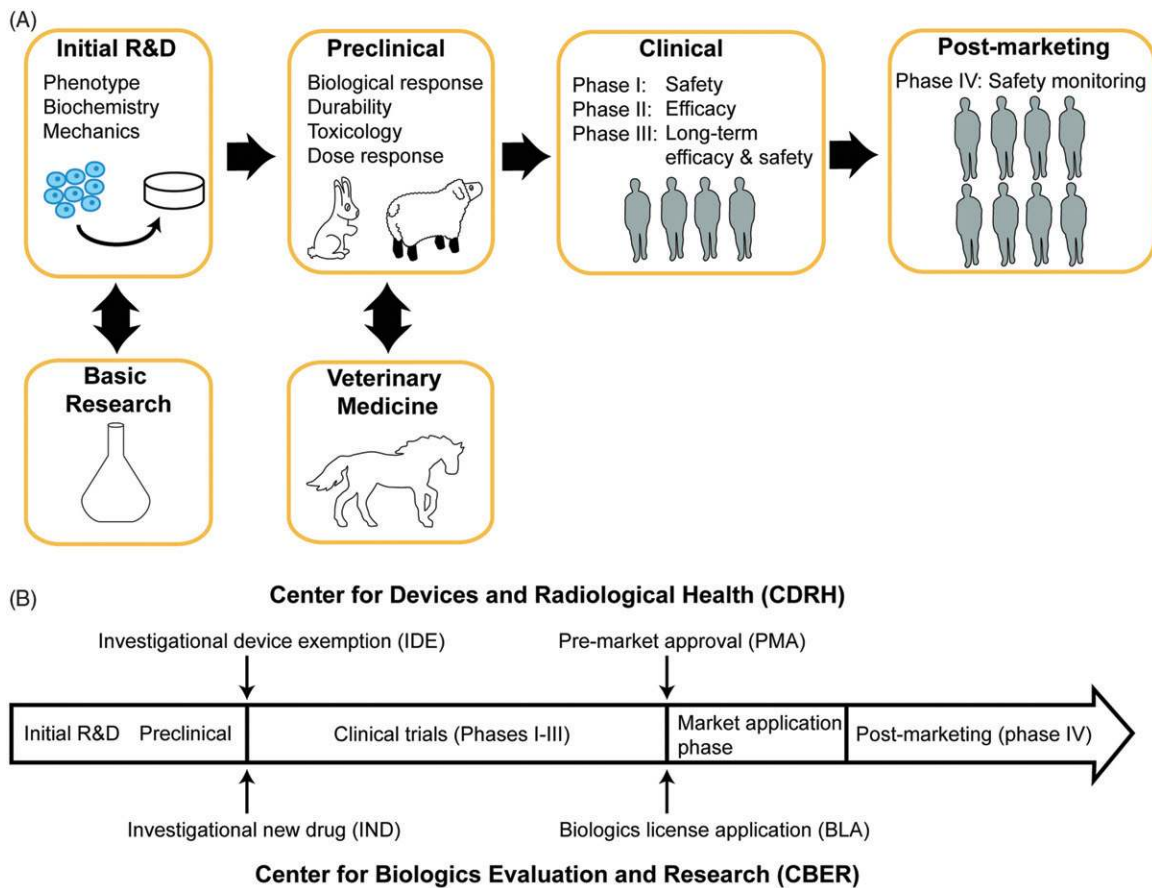 (A)
Initial R&D
Phenotype
Biochemistry
Mechanics
Preclinical
Biological response
Durability
Toxicology
Dose response
Clinical
Phase I: Safety
Phase II: Efficacy
Phase III: Long-term
efficacy & safety
Post-marketing
Phase IV: Safety monitoring
Basic
Research
Veterinary
Medicine
(B)
Center for Devices and Radiological Health (CDRH)
Investigational device exemption (IDE)
Pre-market approval (PMA)
Initial R&D
Preclinical
Clinical trials (Phases I-III)
Market application
phase
Post-marketing (phase IV)
Investigational new drug (IND)
Biologics license application (BLA)
Center for Biologics Evaluation and Research (CBER)